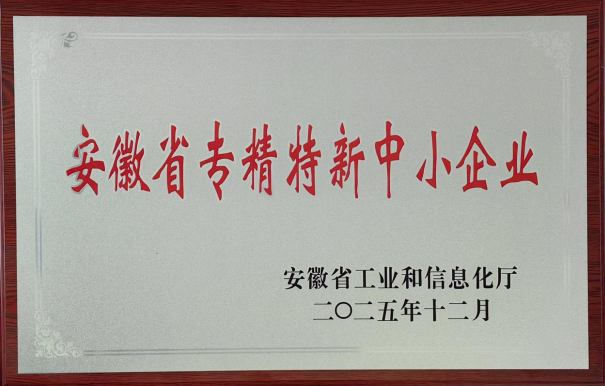 安徽省专精特新中小企业
安徽省工业和信息化厅
二〇二五年十二月